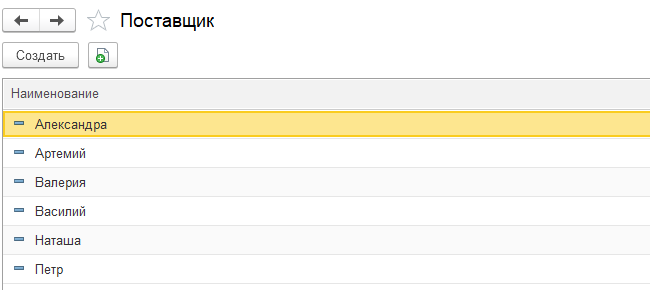 Поставщик
Создать
Наименование
Александра
Артемий
Валерия
Василий
Наташа
Петр